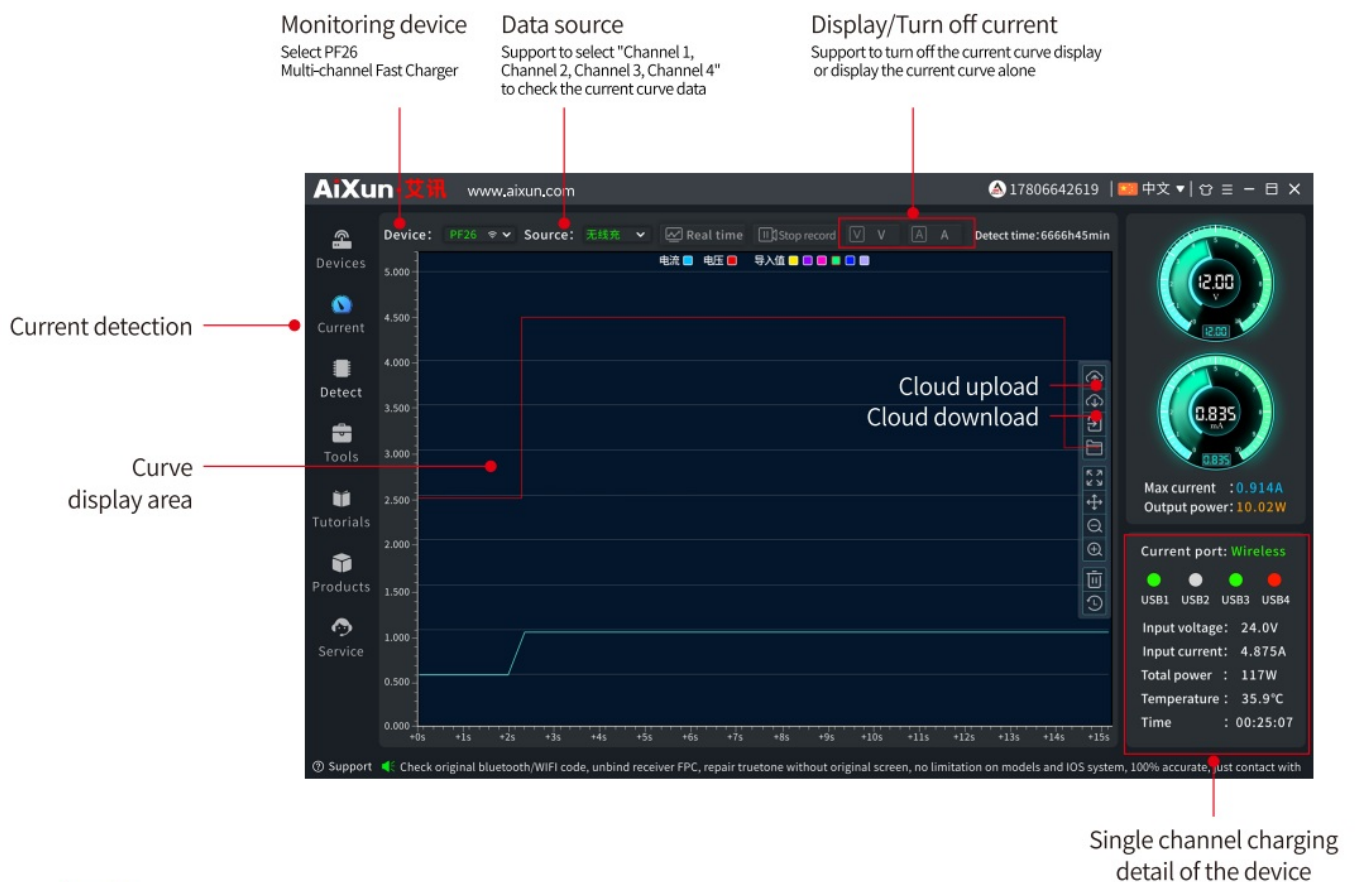 Monitoring device
Select PF26
Multi-channel Fast Charger
Data source
Support to select "Channel 1,
Channel 2, Channel 3, Channel 4"
to check the current curve data
Display/Turn off current
Support to turn off the current curve display
or display the current curve alone
AiXun 艾讯 www.aixun.com 17806642619 中文
Device: PF26 Source: 无线充 Real time Stop record V V A A Detect time:6666h45min
电流 电压 导入值
Devices
Current
Detect
Tools
Tutorials
Products
Service
Current detection
Curve
display area
5.000
4.500
4.000
3.500
3.000
2.500
2.000
1.500
1.000
0.500
0.000
+0s +1s +2s +3s +4s +5s +6s +7s +8s +9s +10s +11s +12s +13s +14s +15s
Cloud upload
Cloud download
12.00
V
12.00
0.835
mA
0.835
Max current :0.914A
Output power:10.02W
Current port: Wireless
USB1 USB2 USB3 USB4
Input voltage: 24.0V
Input current: 4.875A
Total power : 117W
Temperature : 35.9℃
Time : 00:25:07
Support Check original bluetooth/WIFI code, unbind receiver FPC, repair truetone without original screen, no limitation on models and IOS system, 100% accurate, just contact with
Single channel charging
detail of the device